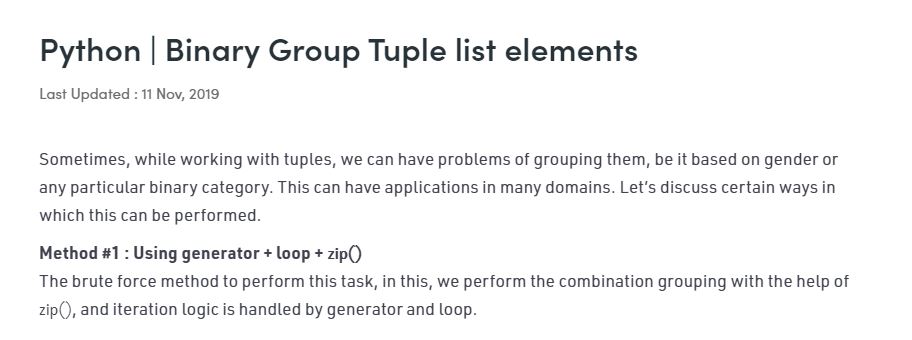 Python | Binary Group Tuple list elements
Last Updated : 11 Nov, 2019
Sometimes, while working with tuples, we can have problems of grouping them, be it based on gender or
any particular binary category. This can have applications in many domains. Let’s discuss certain ways in
which this can be performed.
Method #1 : Using generator + loop + zip()
The brute force method to perform this task, in this, we perform the combination grouping with the help of
zip(), and iteration logic is handled by generator and loop.